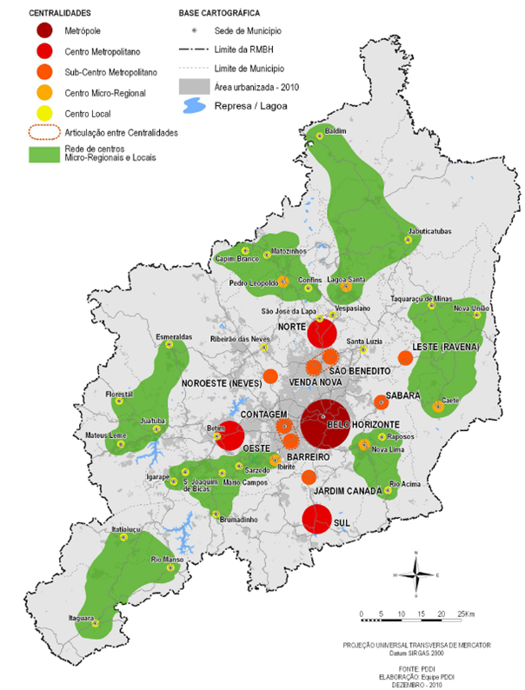 CENTRALIDADES
Metrópole
Centro Metropolitano
Sub-Centro Metropolitano
Centro Micro-Regional
Centro Local
Articulação entre Centralidades
Rede de centros
Micro-Regionais e Locais
BASE CARTOGRÁFICA
Sede de Município
Limite da RMBH
Limite de Município
Área urbanizada - 2010
Represa / Lagoa
Baldim
Jabuticatubas
Matozinhos
Capim Branco
Pedro Leopoldo
Confins
Lagoa Santa
Taquaraçu de Minas
Nova União
São José da Lapa
Vespasiano
NORTE
Esmeraldas
Ribeirão das Neves
Santa Luzia
LESTE (RAVENA)
SÃO BENEDITO
NOROESTE (NEVES)
VENDA NOVA
Florestal
SABARA
Caeté
CONTAGEM
BELO HORIZONTE
Juatuba
Betim
Mateus Leme
OESTE
BARREIRO
Raposos
Nova Lima
Sarzedo
Ibirité
Igarapé
S. Joaquim
de Bicas
Mario Campos
JARDIM CANADA
Rio Acima
Brumadinho
SUL
Itatiaiuçu
Rio Manso
Itaguara
N
W
E
S
0 5 10 15 20 25Km
PROJEÇÃO UNIVERSAL TRANSVERSA DE MERCATOR
Datum SIRGAS 2000
FONTE: PDDI
ELABORAÇÃO: Equipe PDDI
DEZEMBRO - 2010